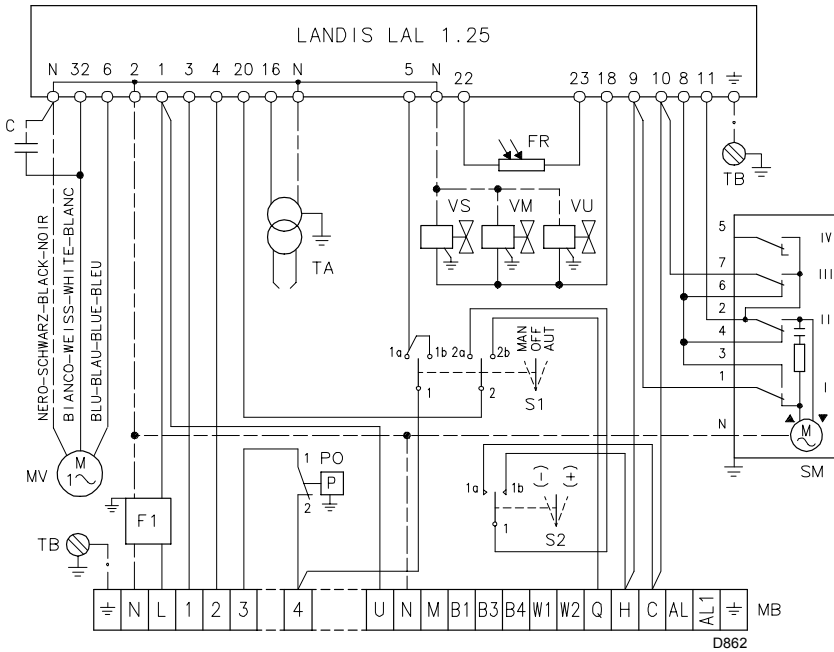 LANDIS LAL 1.25
N 32 6 2 1 3 4 20 16 N 5 N 22 23 18 9 10 8 11
C
FR
TB
VS VM VU
TA
NERO-SCHWARZ-BLACK-NOIR
BIANCO-WEISS-WHITE-BLANC
BLU-BLAU-BLUE-BLEU
5 IV
7 III
6
2 II
4
3
1 I
N
M
SM
1a 1b 2a 2b
MAN
OFF
AUT
1 2 S1
M
1
MV
1 PO
P
2
1a 1b (-) (+)
1 S2
F1
TB
N L 1 2 3 4 U N M B1 B3 B4 W1 W2 Q H C AL AL1 MB
D862